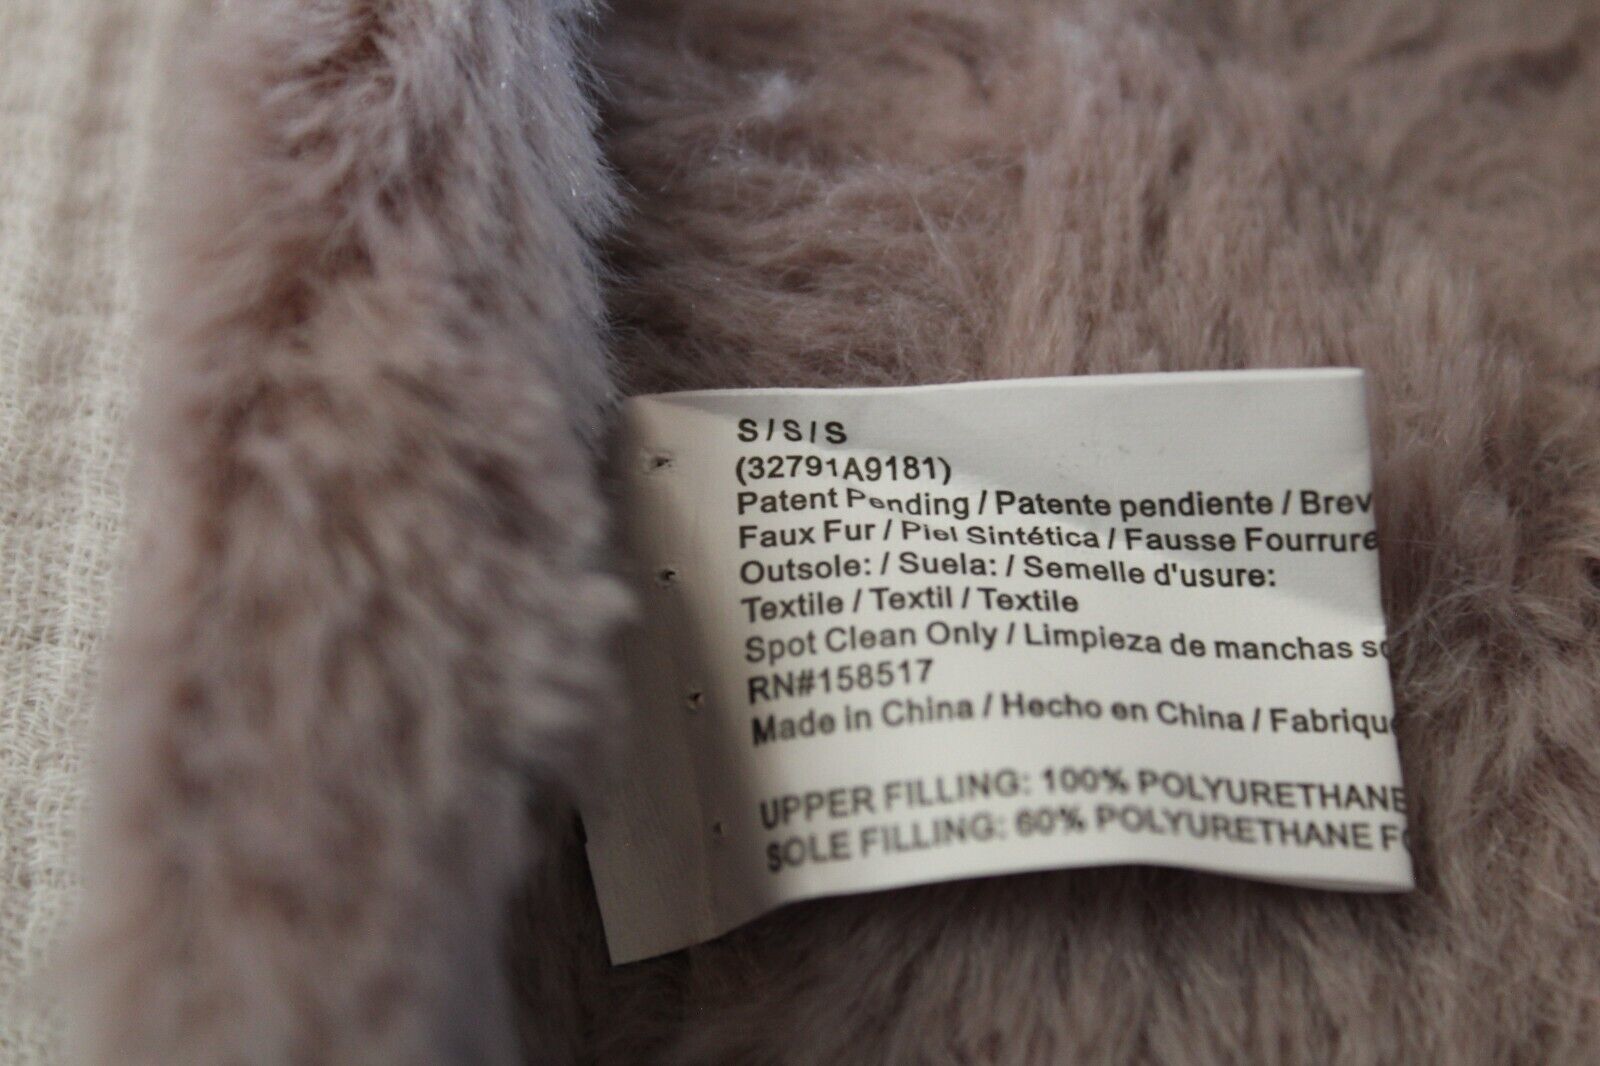 S / S / S
(32791A9181)
Patent Pending / Patente pendiente / Brev
Faux Fur / Piel Sintética / Fausse Fourrure
Outsole: / Suela: / Semelle d'usure:
Textile / Textil / Textile
Spot Clean Only / Limpieza de manchas so
RN#158517
Made in China / Hecho en China / Fabriqué
UPPER FILLING: 100% POLYURETHANE
SOLE FILLING: 60% POLYURETHANE FO